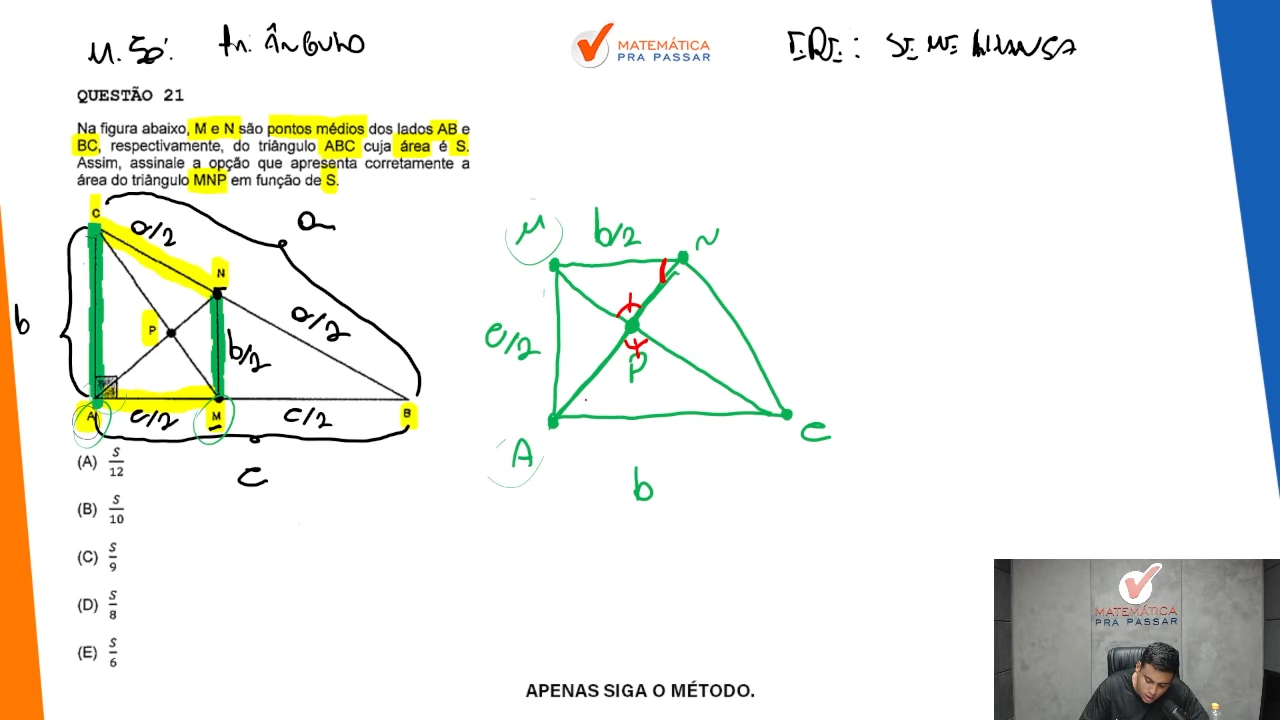 ÂNGULO
MATEMÁTICA
PRA PASSAR
QUESTÃO 21
Na figura abaixo, M e N são pontos médios dos lados AB e
BC, respectivamente, do triângulo ABC cuja área é S.
Assim, assinale a opção que apresenta corretamente a
área do triângulo MNP em função de S.
C
a/2
a
N
P
a/2
b
b/2
A
c/2
M
c/2
B
c
M
b/2
N
c/2
P
A
b
C
(A) S/12
(B) S/10
(C) S/9
(D) S/8
(E) S/6
MATEMÁTICA
PRA PASSAR
APENAS SIGA O MÉTODO.